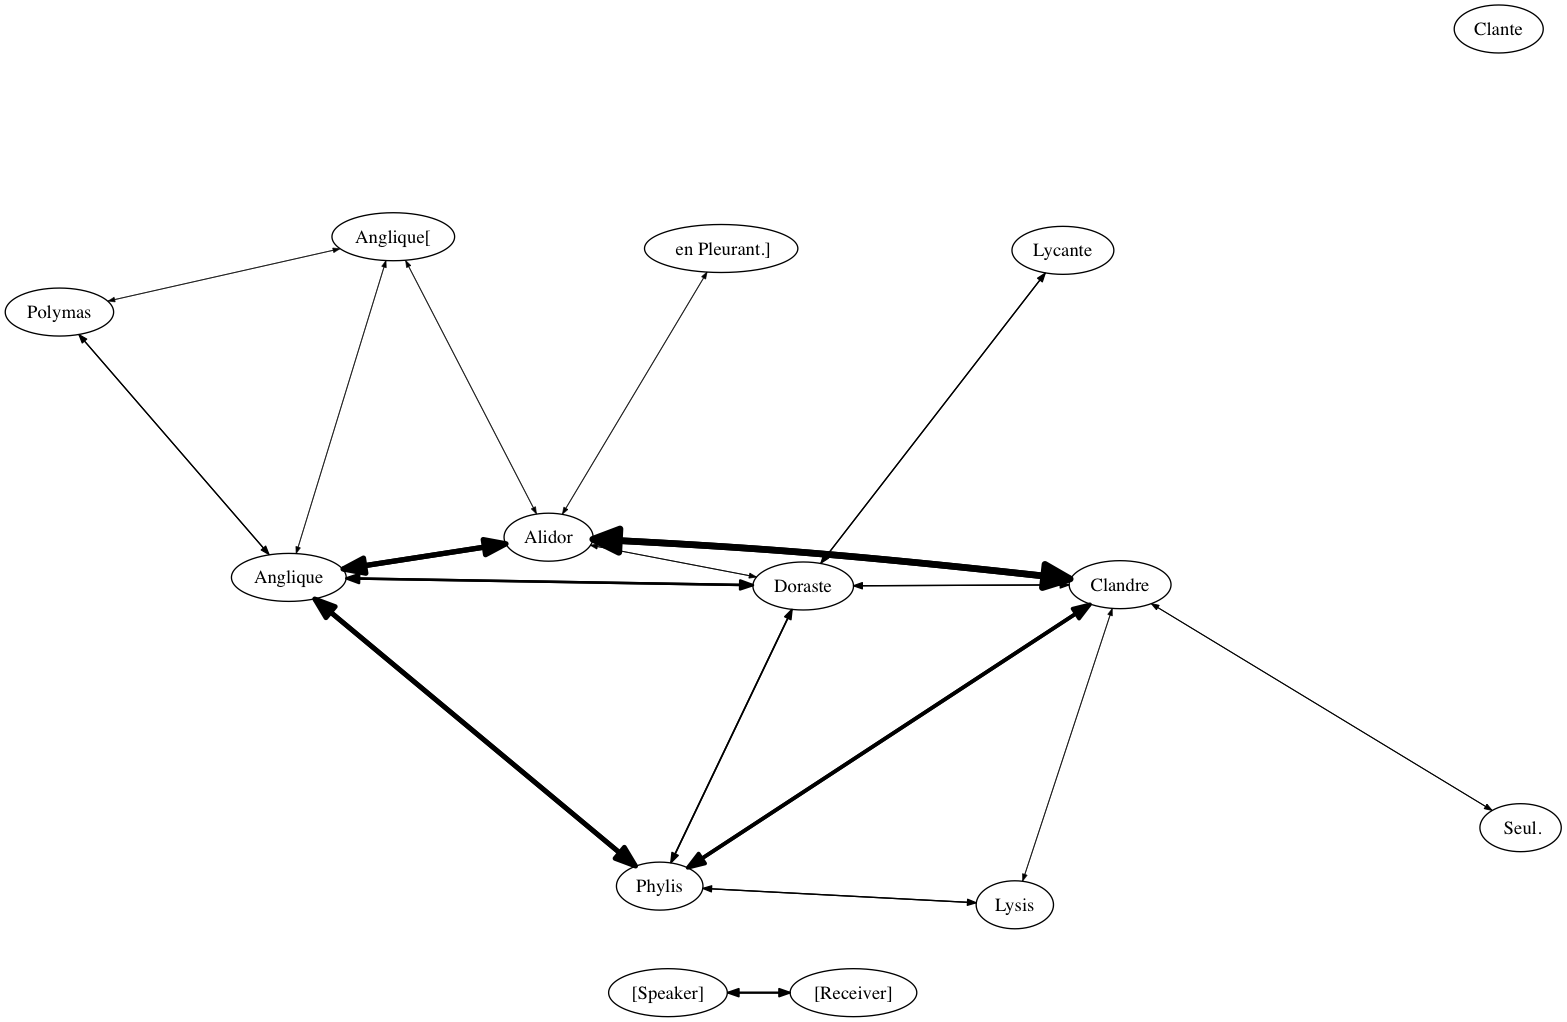 Clante
Anglique[
en Pleurant.]
Lycante
Polymas
Alidor
Anglique
Doraste
Clandre
Seul.
Phylis
Lysis
[Speaker]
[Receiver]